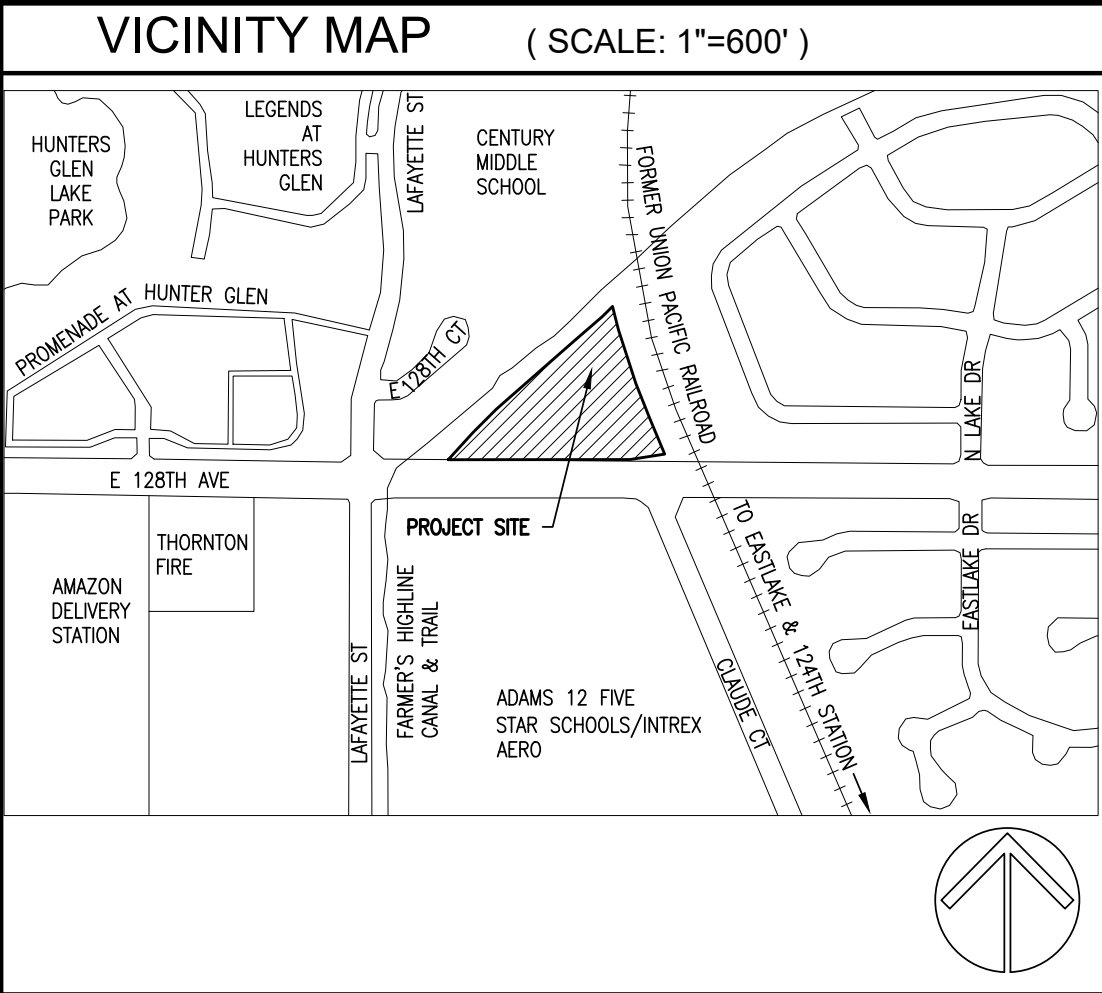 VICINITY MAP ( SCALE: 1"=600' )
HUNTERS
GLEN
LAKE
PARK
LEGENDS
AT
HUNTERS
GLEN
LAFAYETTE ST
CENTURY
MIDDLE
SCHOOL
FORMER UNION PACIFIC RAILROAD
PROMENADE AT HUNTER GLEN
E 128TH CT
N LAKE DR
E 128TH AVE
PROJECT SITE
THORNTON
FIRE
AMAZON
DELIVERY
STATION
LAFAYETTE ST
FARMER'S HIGHLINE
CANAL & TRAIL
ADAMS 12 FIVE
STAR SCHOOLS/INTREX
AERO
CLAUDE CT
TO EASTLAKE & 124TH STATION
EASTLAKE DR